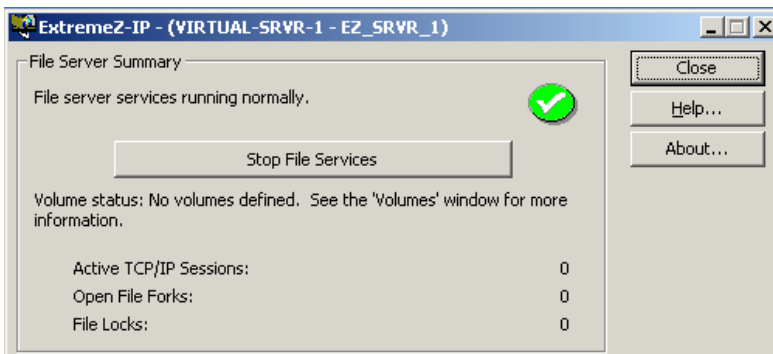 ExtremeZ-IP - (VIRTUAL-SRVR-1 - EZ_SRVR_1)
File Server Summary
File server services running normally.
Stop File Services
Volume status: No volumes defined. See the 'Volumes' window for more
information.
Active TCP/IP Sessions: 0
Open File Forks: 0
File Locks: 0
Close
Help...
About...